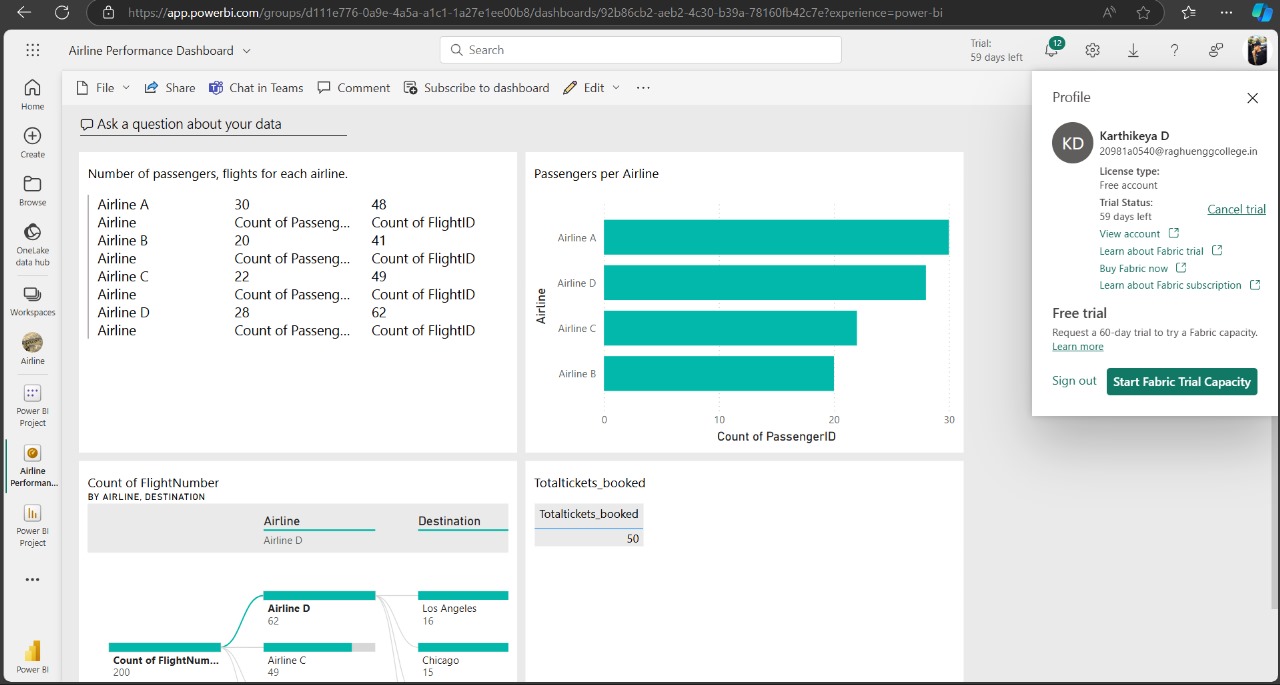 https://app.powerbi.com/groups/d111e776-0a9e-4a5a-a1c1-1a27e1ee00b8/dashboards/92b86cb2-aeb2-4c30-b39a-78160fb42c7e?experience=power-bi
Airline Performance Dashboard
Search
Trial:
59 days left
12
File
Share
Chat in Teams
Comment
Subscribe to dashboard
Edit
Home
Create
Browse
OneLake
data hub
Workspaces
Airline
Power BI
Project
Airline
Performan...
Power BI
Project
Power BI
Ask a question about your data
Number of passengers, flights for each airline.
Airline A 30 48
Airline Count of Passeng... Count of FlightID
Airline B 20 41
Airline Count of Passeng... Count of FlightID
Airline C 22 49
Airline Count of Passeng... Count of FlightID
Airline D 28 62
Airline Count of Passeng... Count of FlightID
Passengers per Airline
Airline
Airline A
Airline D
Airline C
Airline B
0 10 20 30
Count of PassengerID
Count of FlightNumber
BY AIRLINE, DESTINATION
Airline Destination
Airline D
Airline D
62
Los Angeles
16
Count of FlightNum...
200
Airline C
49
Chicago
15
Totaltickets_booked
Totaltickets_booked
50
Profile
KD
Karthikeya D
20981a0540@raghuenggcollege.in
License type:
Free account
Trial Status:
59 days left
Cancel trial
View account
Learn about Fabric trial
Buy Fabric now
Learn about Fabric subscription
Free trial
Request a 60-day trial to try a Fabric capacity.
Learn more
Sign out
Start Fabric Trial Capacity